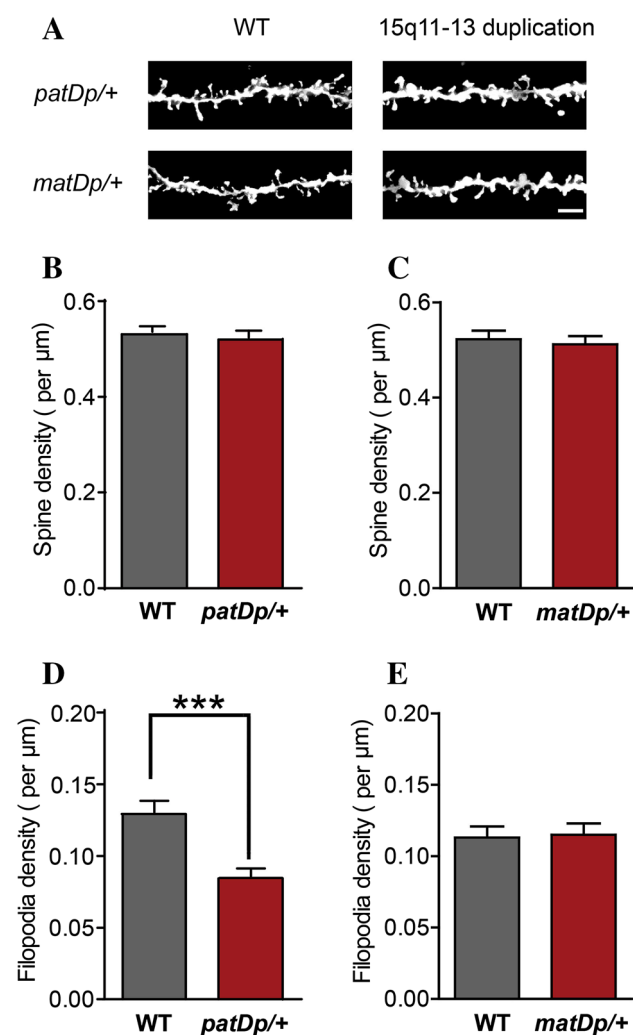 A
WT 15q11-13 duplication
patDp/+
matDp/+
B
Spine density ( per µm)
0.6
0.4
0.2
0.0
WT patDp/+
C
Spine density ( per µm)
0.6
0.4
0.2
0.0
WT matDp/+
D
Filopodia density ( per µm)
0.20
0.15
0.10
0.05
0.00
***
WT patDp/+
E
Filopodia density ( per µm)
0.20
0.15
0.10
0.05
0.00
WT matDp/+